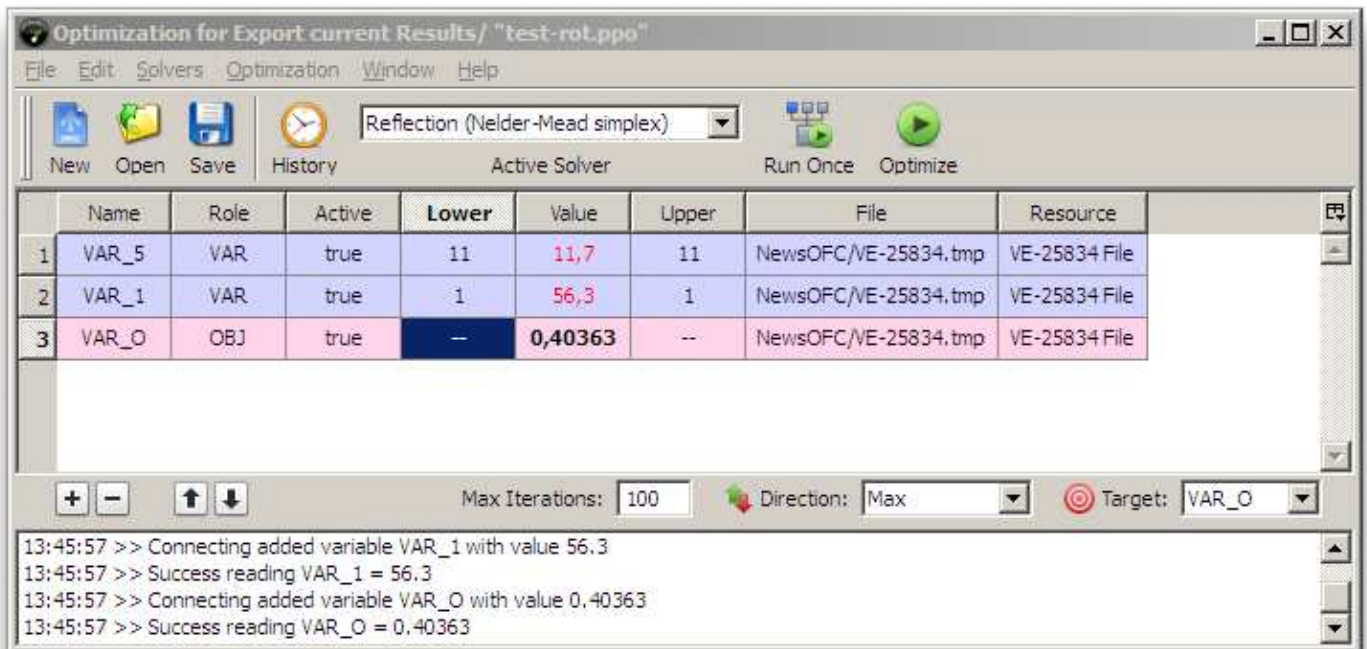 Optimization for Export current Results/ "test-rot.ppo"
File Edit Solvers Optimization Window Help
Reflection (Nelder-Mead simplex)
New Open Save History Active Solver Run Once Optimize
Name Role Active Lower Value Upper File Resource
1 VAR_5 VAR true 11 11,7 11 NewsOFC/VE-25834.tmp VE-25834 File
2 VAR_1 VAR true 1 56,3 1 NewsOFC/VE-25834.tmp VE-25834 File
3 VAR_O OBJ true -- 0,40363 -- NewsOFC/VE-25834.tmp VE-25834 File
Max Iterations: 100 Direction: Max Target: VAR_O
13:45:57 >> Connecting added variable VAR_1 with value 56.3
13:45:57 >> Success reading VAR_1 = 56.3
13:45:57 >> Connecting added variable VAR_O with value 0.40363
13:45:57 >> Success reading VAR_O = 0.40363